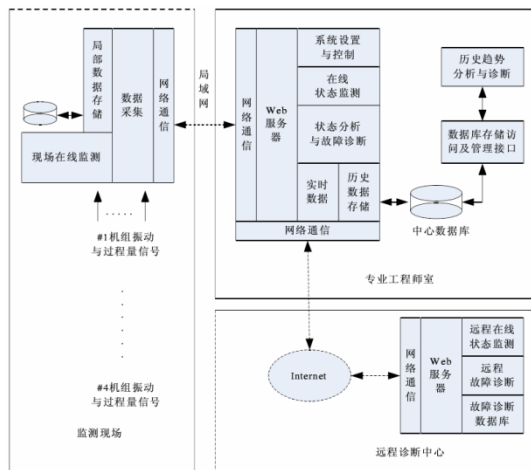 局部数据存储
数据
采集
网络通信
现场在线监测
#1机组振动
与过程量信号
#4机组振动
与过程量信号
监测现场
局域网
网络通信
Web
服务器
系统设置
与控制
在线
状态监测
状态分析
与故障诊断
实时
数据
历史
数据
存储
网络通信
历史趋势
分析与诊断
数据库存储访
问及管理接口
中心数据库
专业工程师室
Internet
网络通信
Web
服务器
远程在线
状态监测
远程
故障诊断
故障诊断
数据库
远程诊断中心